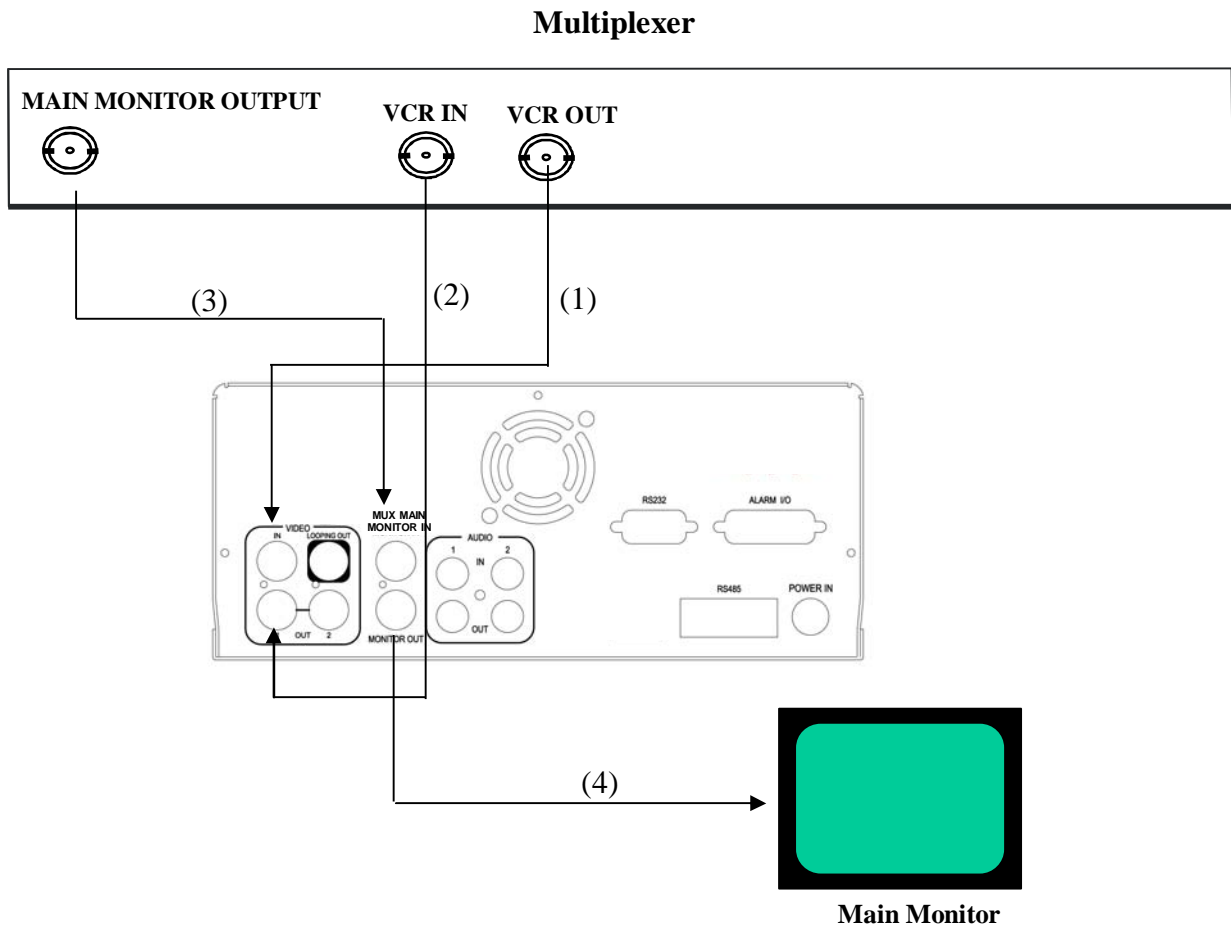 Multiplexer
MAIN MONITOR OUTPUT
VCR IN
VCR OUT
(3)
(2)
(1)
MUX MAIN
MONITOR IN
VIDEO
IN
LOOPING OUT
AUDIO
1
2
IN
OUT
OUT
2
MONITOR OUT
RS232
ALARM I/O
RS485
POWER IN
(4)
Main Monitor